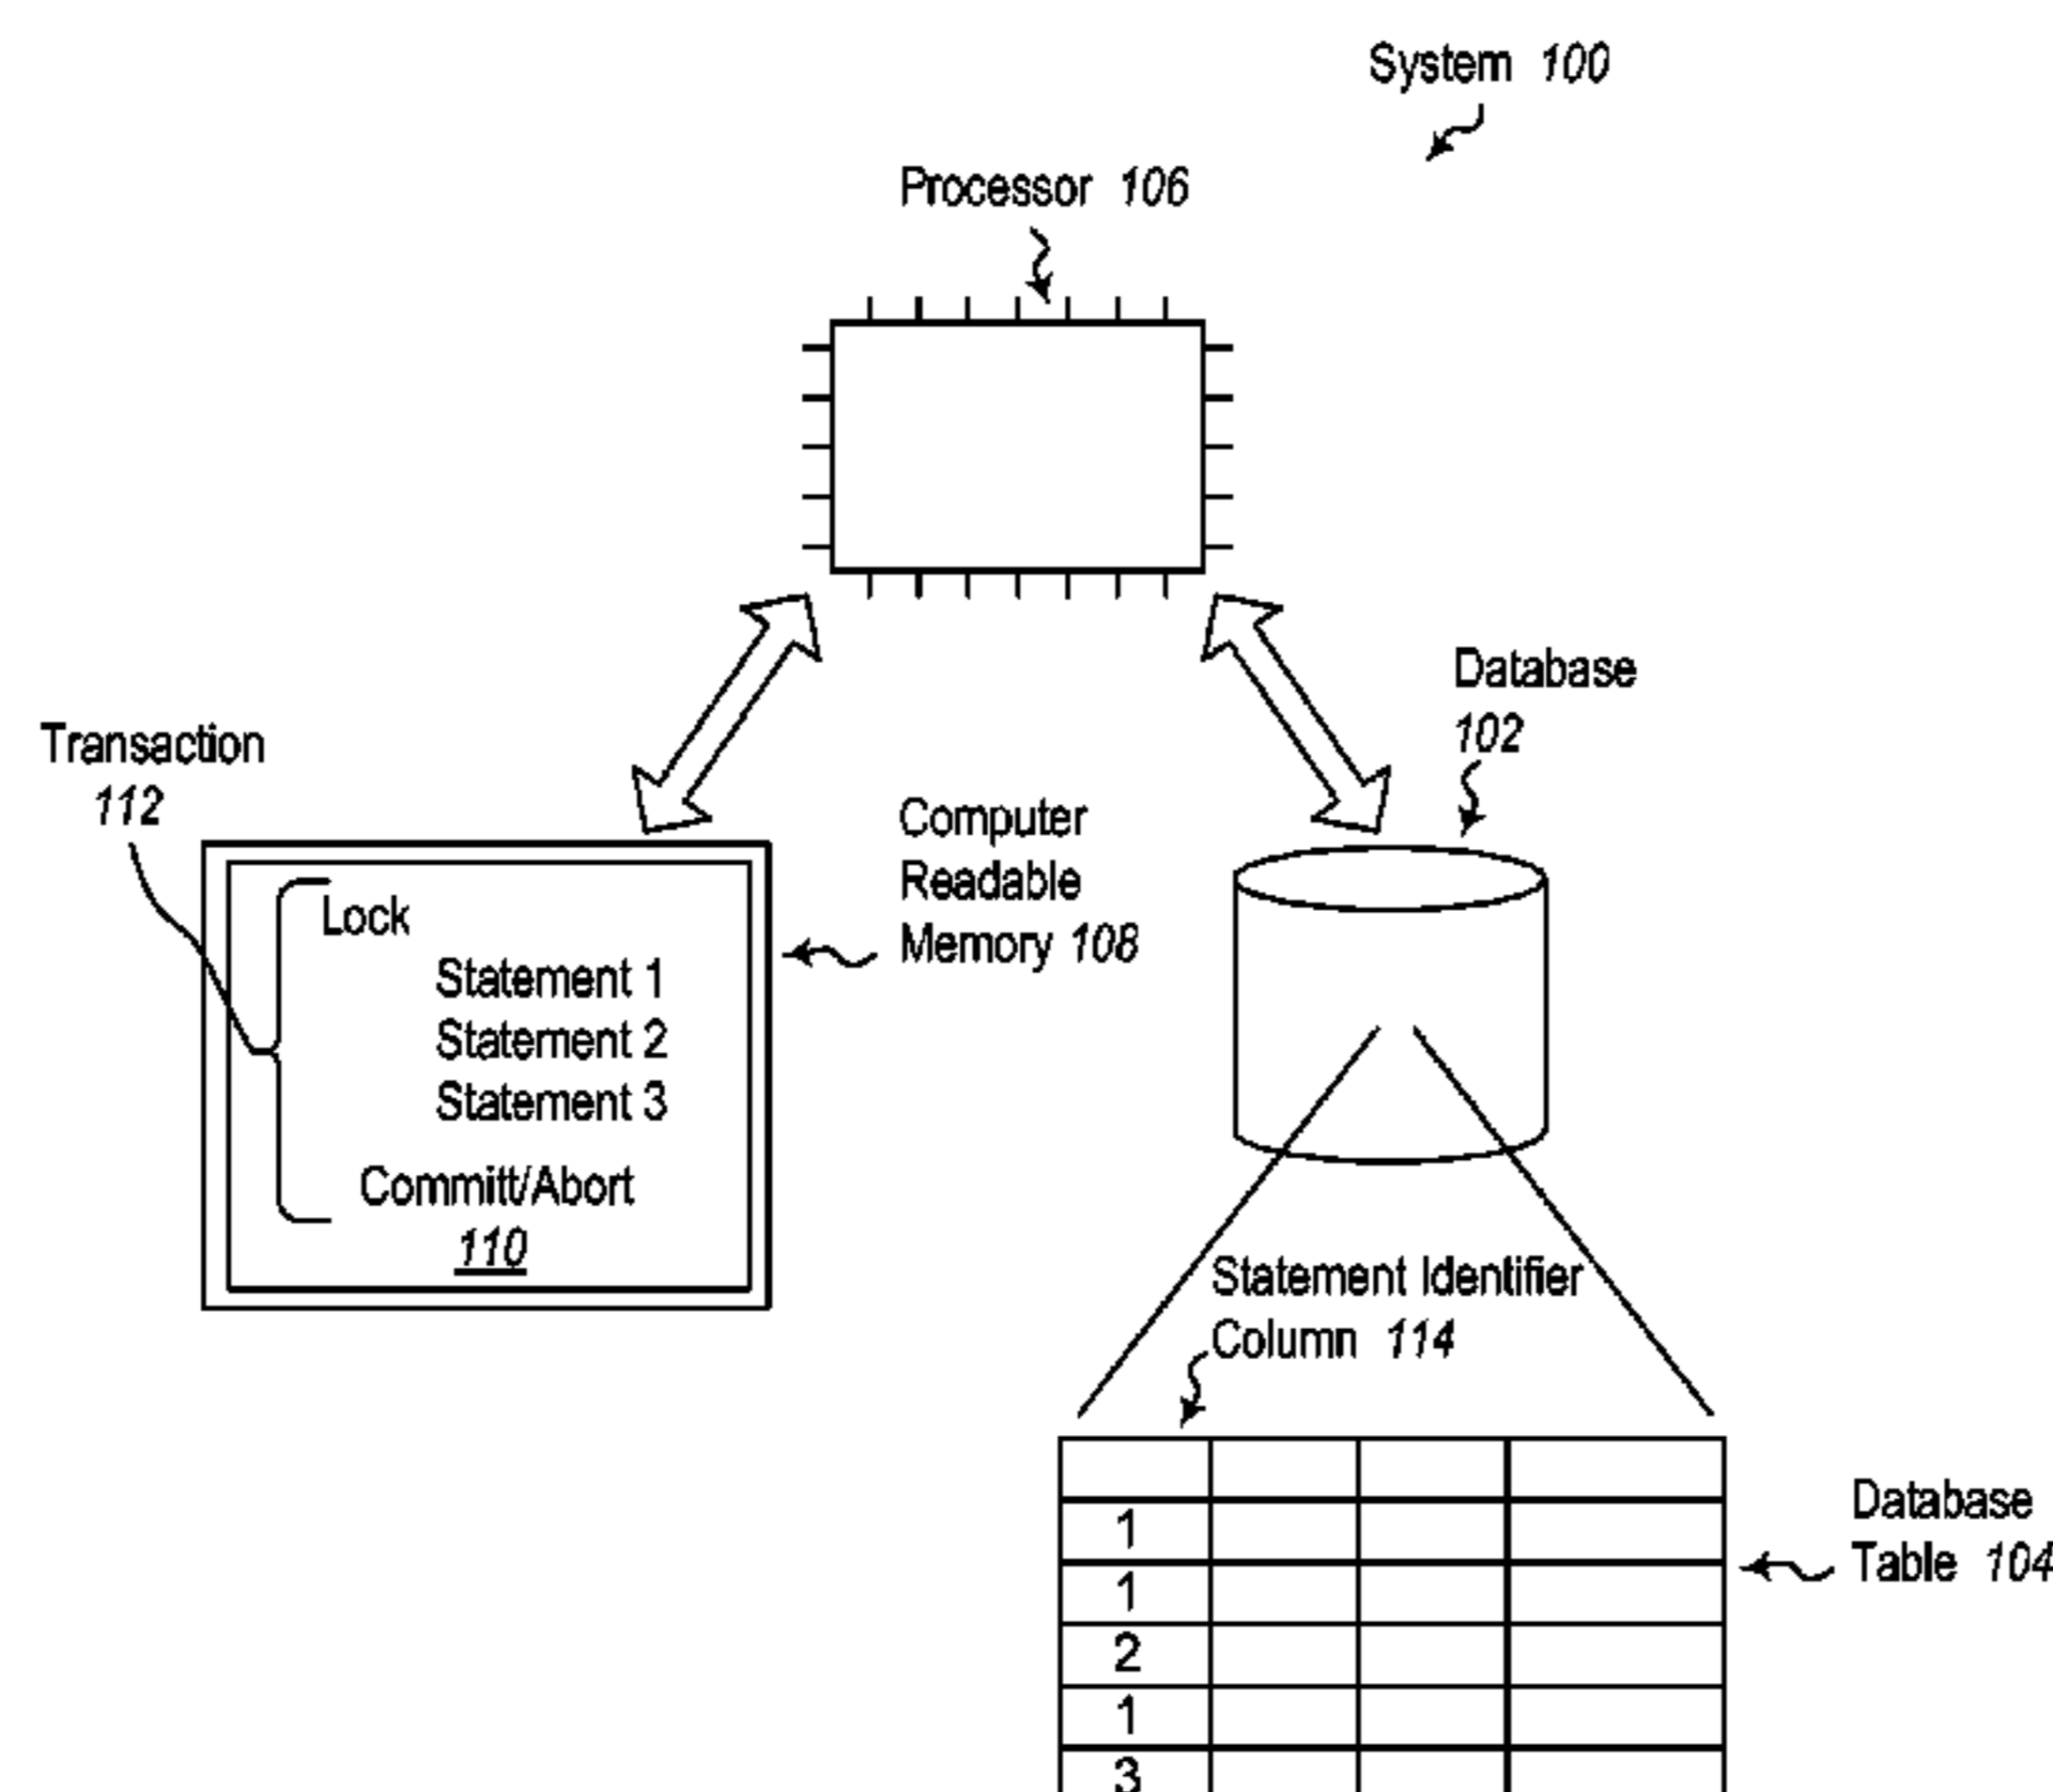 System 100
Processor 106
Database
102
Transaction
112
Computer
Readable
Memory 108
Lock
Statement 1
Statement 2
Statement 3
Committ/Abort
110
Statement Identifier
Column 114
Database
Table 104
1
1
2
1
3